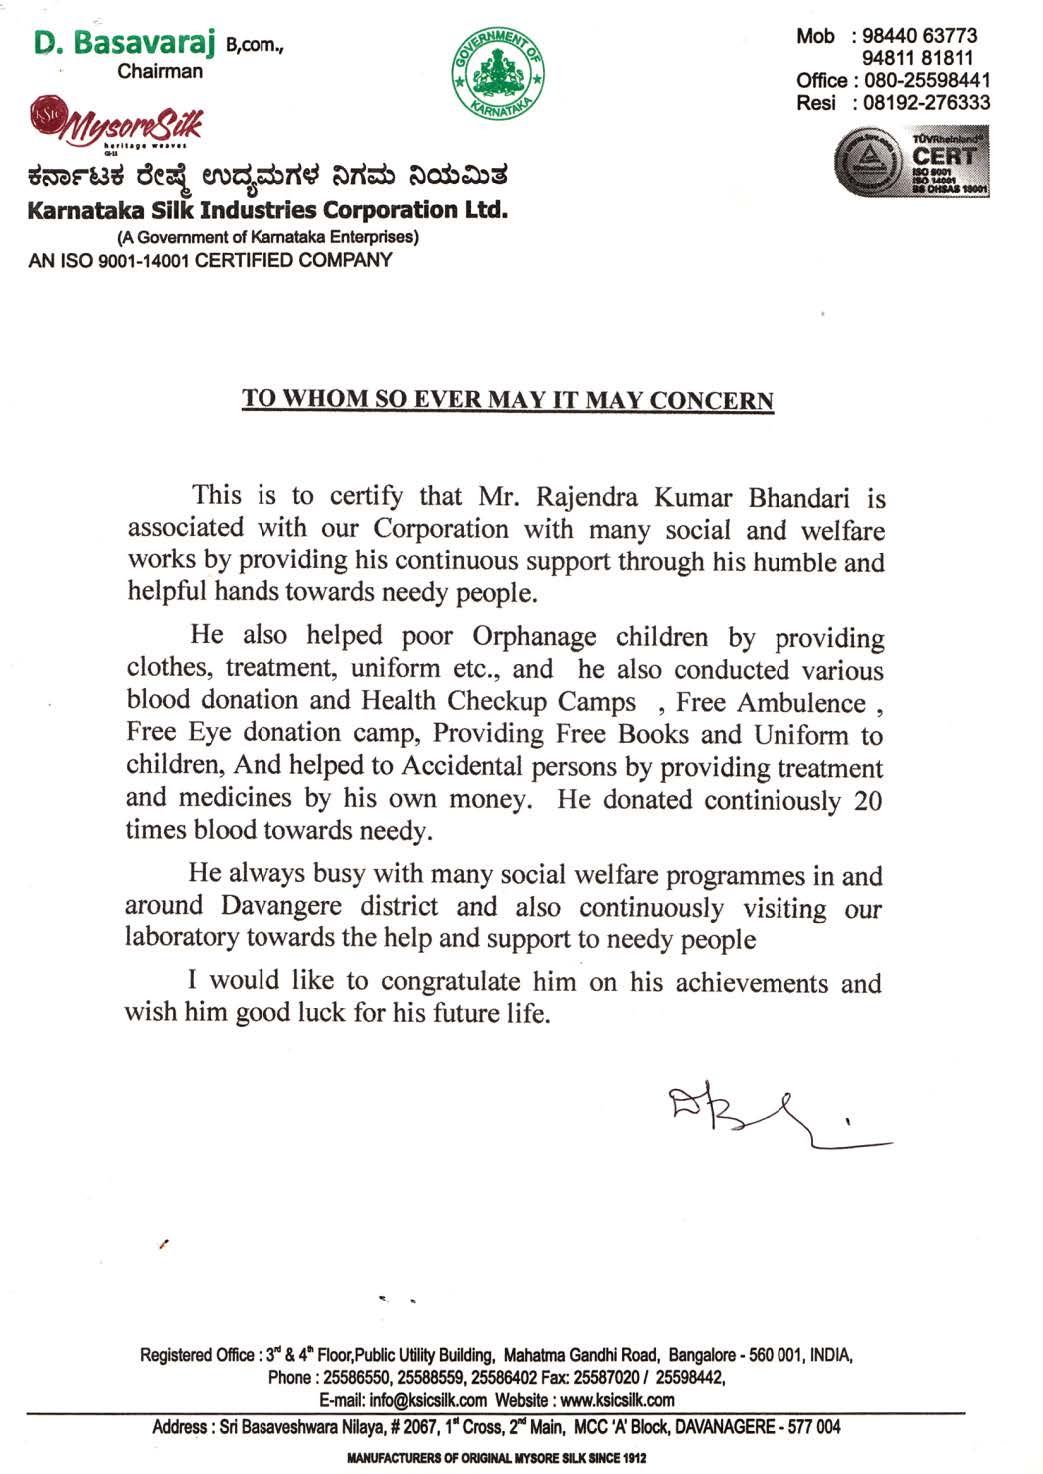 D. Basavaraj B,com.,
Chairman
KSIC
MysoreSilk
heritage weaves
GOVERNMENT OF
KARNATAKA
Mob : 98440 63773
94811 81811
Office : 080-25598441
Resi : 08192-276333
TÜVRheinland
CERT
ISO 9001
ISO 14001
BS OHSAS 18001
ಕರ್ನಾಟಕ ರೇಷ್ಮೆ ಉದ್ಯಮಗಳ ನಿಗಮ ನಿಯಮಿತ
Karnataka Silk Industries Corporation Ltd.
(A Government of Karnataka Enterprises)
AN ISO 9001-14001 CERTIFIED COMPANY
TO WHOM SO EVER MAY IT MAY CONCERN
This is to certify that Mr. Rajendra Kumar Bhandari is
associated with our Corporation with many social and welfare
works by providing his continuous support through his humble and
helpful hands towards needy people.
He also helped poor Orphanage children by providing
clothes, treatment, uniform etc., and he also conducted various
blood donation and Health Checkup Camps , Free Ambulence ,
Free Eye donation camp, Providing Free Books and Uniform to
children, And helped to Accidental persons by providing treatment
and medicines by his own money. He donated continiously 20
times blood towards needy.
He always busy with many social welfare programmes in and
around Davangere district and also continuously visiting our
laboratory towards the help and support to needy people
I would like to congratulate him on his achievements and
wish him good luck for his future life.
Registered Office : 3rd & 4th Floor,Public Utility Building, Mahatma Gandhi Road, Bangalore - 560 001, INDIA,
Phone : 25586550, 25588559, 25586402 Fax: 25587020 / 25598442,
E-mail: info@ksicsilk.com Website : www.ksicsilk.com
Address : Sri Basaveshwara Nilaya, # 2067, 1st Cross, 2nd Main, MCC 'A' Block, DAVANAGERE - 577 004
MANUFACTURERS OF ORIGINAL MYSORE SILK SINCE 1912